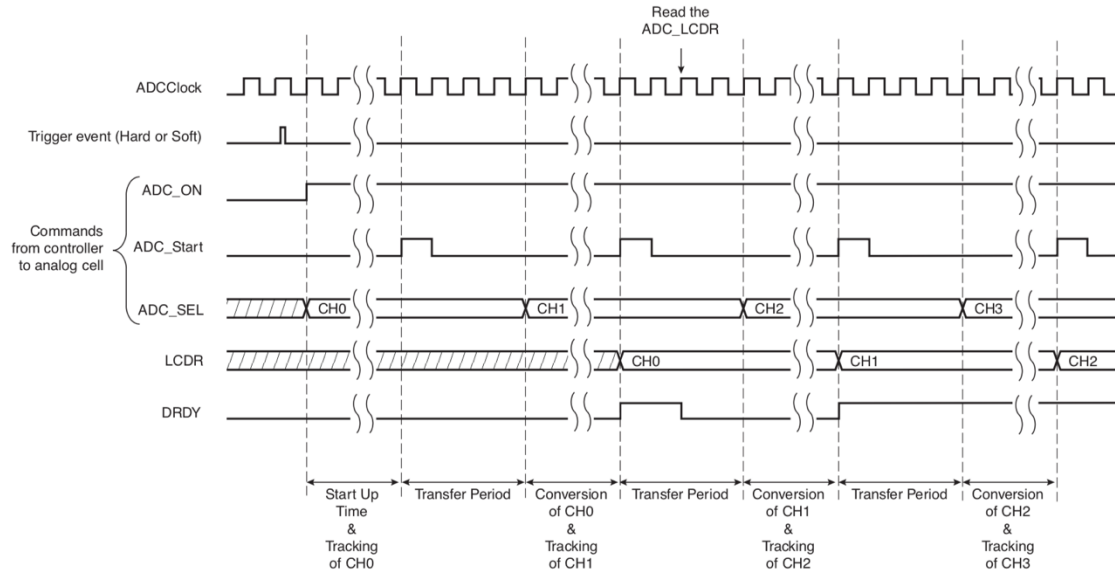 Read the
ADC_LCDR
ADCClock
Trigger event (Hard or Soft)
ADC_ON
Commands
from controller
to analog cell
ADC_Start
ADC_SEL
CH0
CH1
CH2
CH3
LCDR
CH0
CH1
CH2
DRDY
Start Up
Time
&
Tracking
of CH0
Transfer Period
Conversion
of CH0
&
Tracking
of CH1
Transfer Period
Conversion
of CH1
&
Tracking
of CH2
Transfer Period
Conversion
of CH2
&
Tracking
of CH3